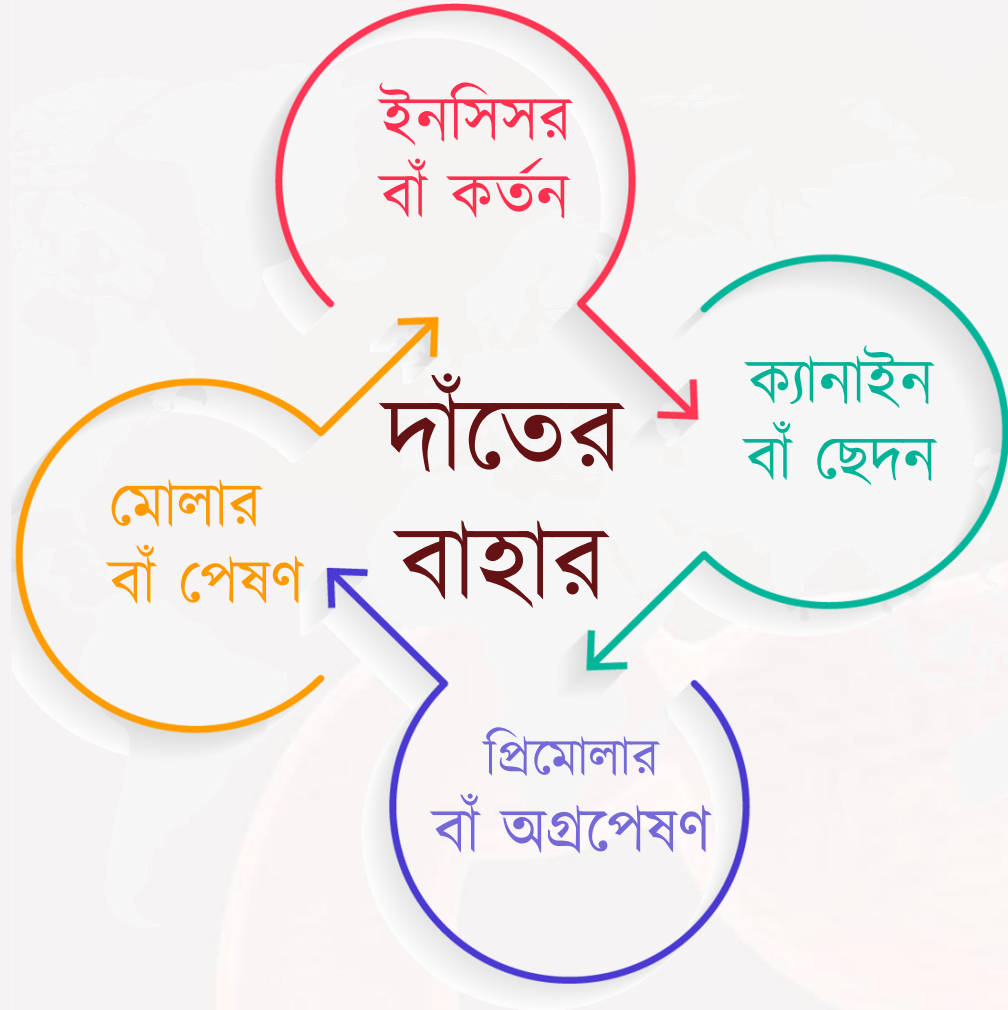 ইনসিসর
বাঁ কর্তন
ক্যানাইন
বাঁ ছেদন
দাঁতের
বাহার
মোলার
বাঁ পেষণ
প্রিমোলার
বাঁ অগ্রপেষণ